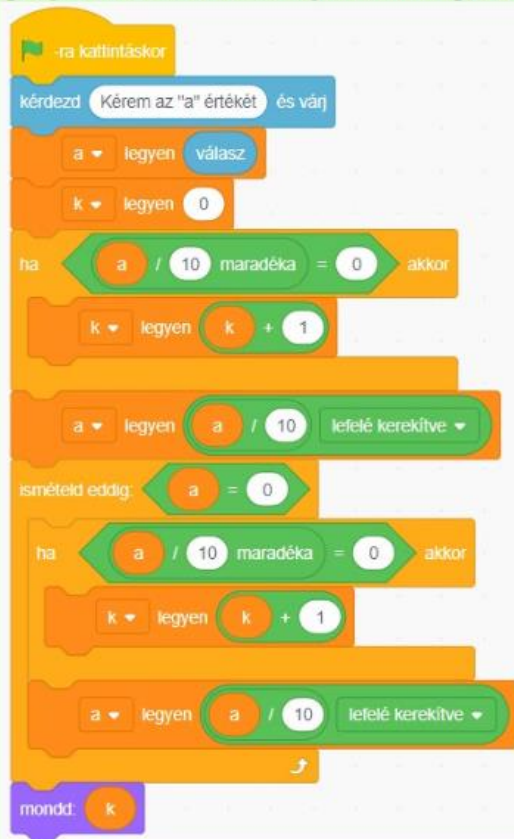 -ra kattintáskor
kérdezd Kérem az "a" értékét és várj
a legyen válasz
k legyen 0
ha a / 10 maradéka = 0 akkor
k legyen k + 1
a legyen a / 10 lefelé kerekítve
ismételd eddig: a = 0
ha a / 10 maradéka = 0 akkor
k legyen k + 1
a legyen a / 10 lefelé kerekítve
mondd: k